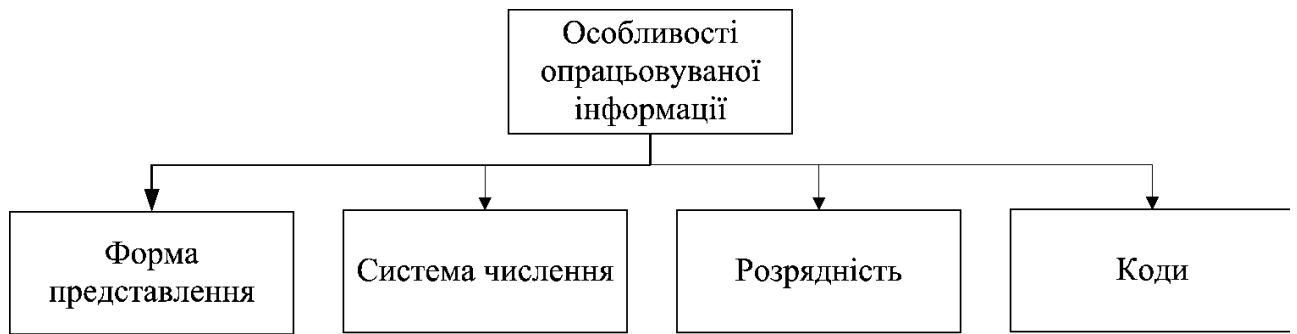 Особливості
опрацьовуваної
інформації
Форма
представлення
Система числення
Розрядність
Коди